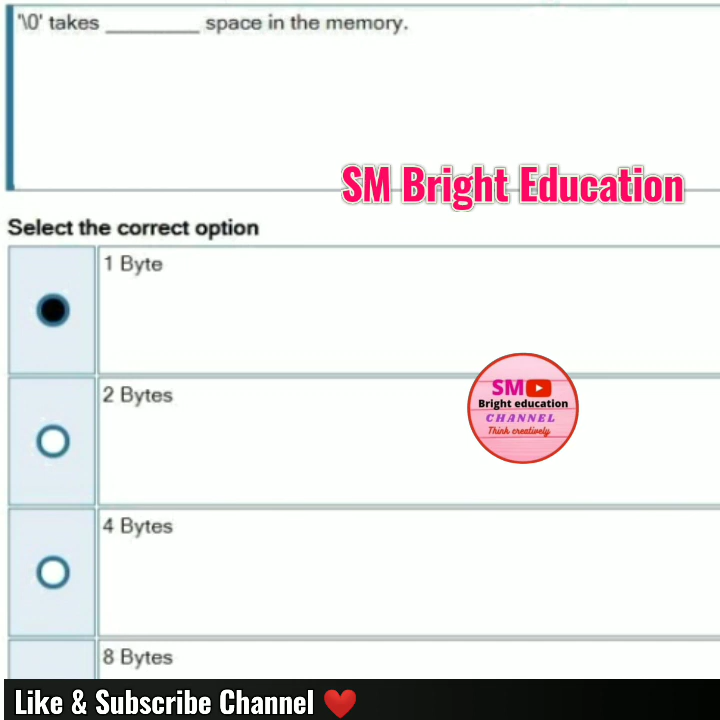 '\0' takes _________ space in the memory.
SM Bright Education
Select the correct option
1 Byte
2 Bytes
SM
Bright education
CHANNEL
Think creatively
4 Bytes
8 Bytes
Like & Subscribe Channel ❤️